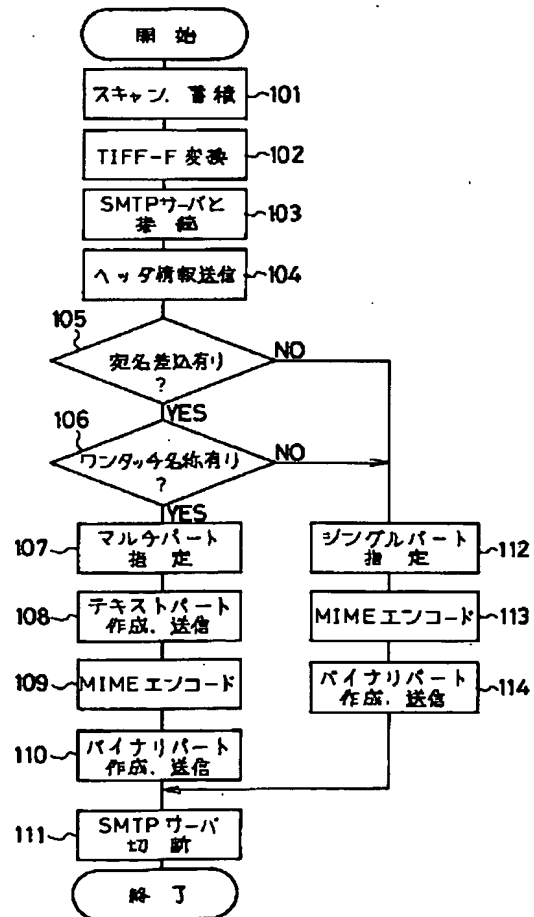 開始
スキャン、蓄積
101
TIFF-F変換
102
SMTPサーバと
接続
103
ヘッダ情報送信
104
105
宛名差込有り
?
NO
YES
106
ワンタッチ名称有り
?
NO
YES
107
マルチパート
指定
108
テキストパート
作成、送信
109
MIMEエンコード
110
バイナリパート
作成、送信
111
SMTPサーバ
切断
終了
シングルパート
指定
112
MIMEエンコード
113
バイナリパート
作成、送信
114